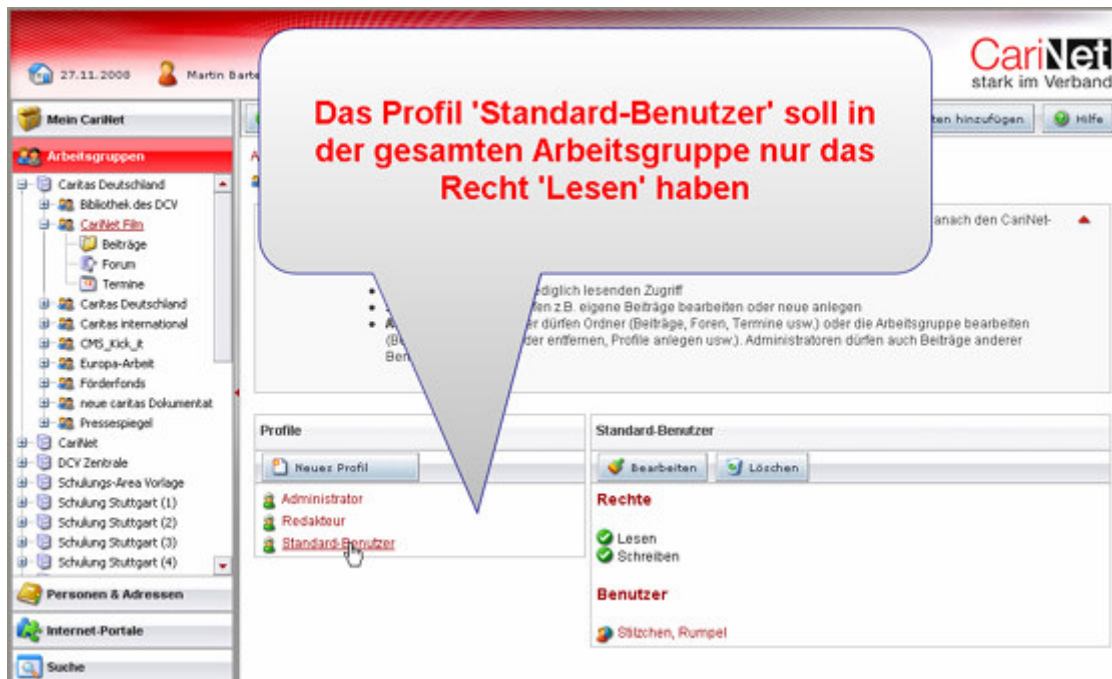 CariNet
stark im Verband
27.11.2008 Martin Barte
Das Profil 'Standard-Benutzer' soll in
der gesamten Arbeitsgruppe nur das
Recht 'Lesen' haben
Mein CariNet
ten hinzufügen Hilfe
Arbeitsgruppen
Caritas Deutschland
Bibliothek des DCV
CariNet Film
Beiträge
Forum
Termine
Caritas Deutschland
Caritas international
CMS_Kick_it
Europa-Arbeit
Förderfonds
neue caritas Dokumentat
Pressespiegel
CariNet
DCV Zentrale
Schulungs-Area Vorlage
Schulung Stuttgart (1)
Schulung Stuttgart (2)
Schulung Stuttgart (3)
Schulung Stuttgart (4)
Personen & Adressen
Internet-Portale
Suche
anach den CariNet-
ediglich lesenden Zugriff
fen z.B. eigene Beiträge bearbeiten oder neue anlegen
er dürfen Ordner (Beiträge, Foren, Termine usw.) oder die Arbeitsgruppe bearbeiten
der entfernen, Profile anlegen usw.). Administratoren dürfen auch Beiträge anderer
Ben
Profile
Neues Profil
Administrator
Redakteur
Standard-Benutzer
Standard-Benutzer
Bearbeiten Löschen
Rechte
Lesen
Schreiben
Benutzer
Stilzchen, Rumpel